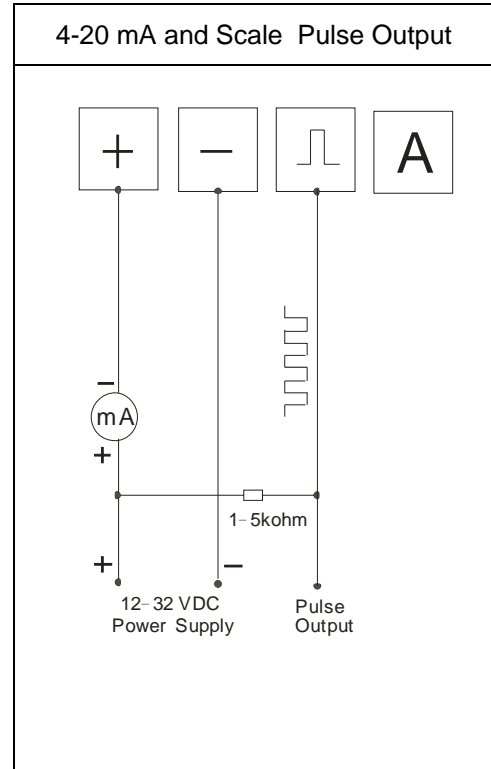 4-20 mA and Scale Pulse Output
+ − A
−
mA
+
1–5kohm
+ −
12–32 VDC
Power Supply
Pulse
Output